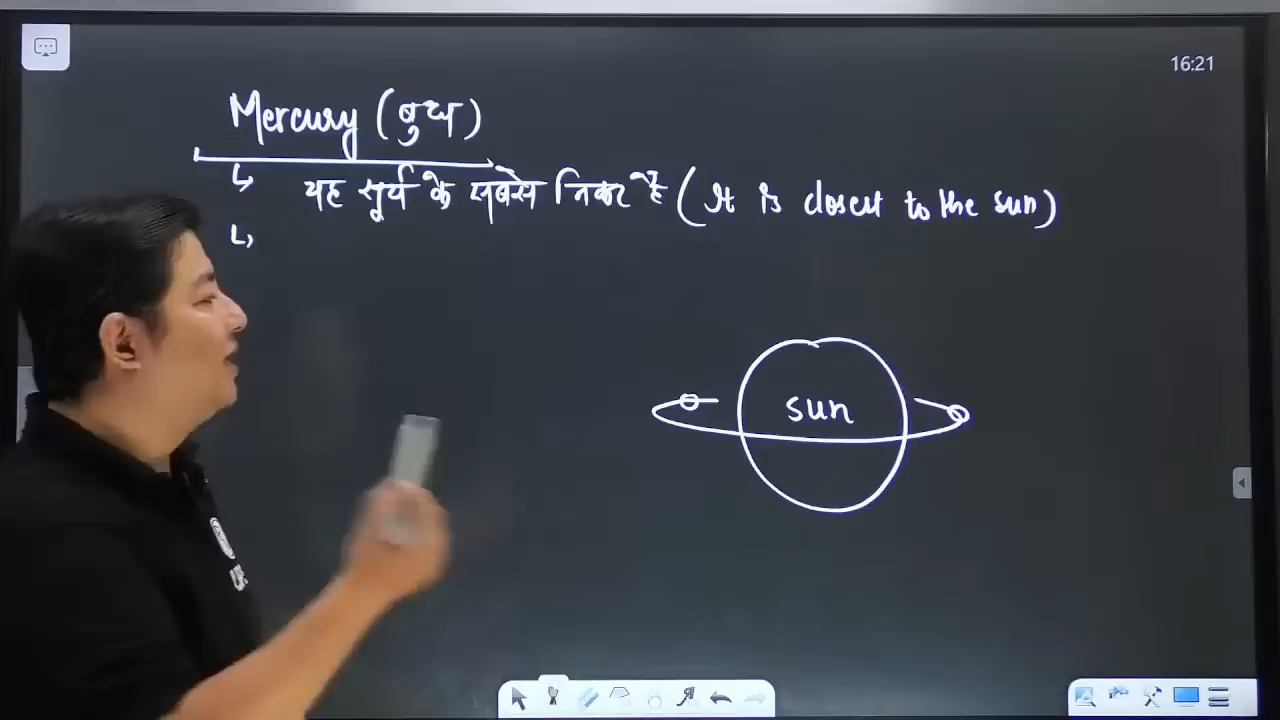 16:21
Mercury (बुध)
↳ यह सूर्य के सबसे निकट है (It is closest to the sun)
↳
sun